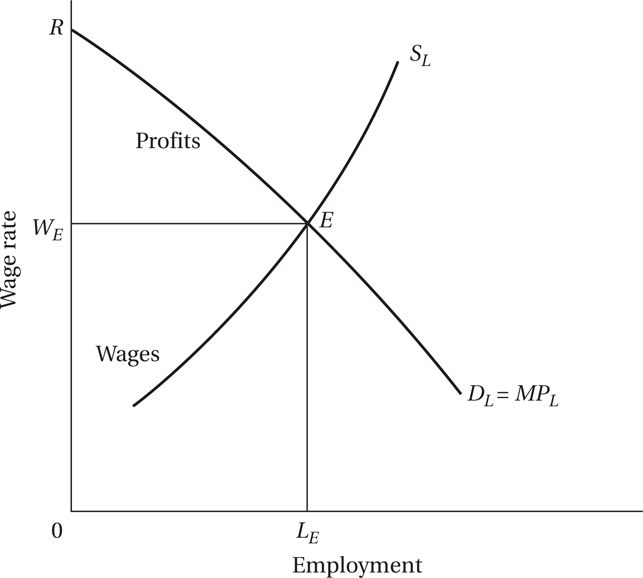 R
S_L
Profits
E
W_E
Wage rate
Wages
D_L = MP_L
0
L_E
Employment